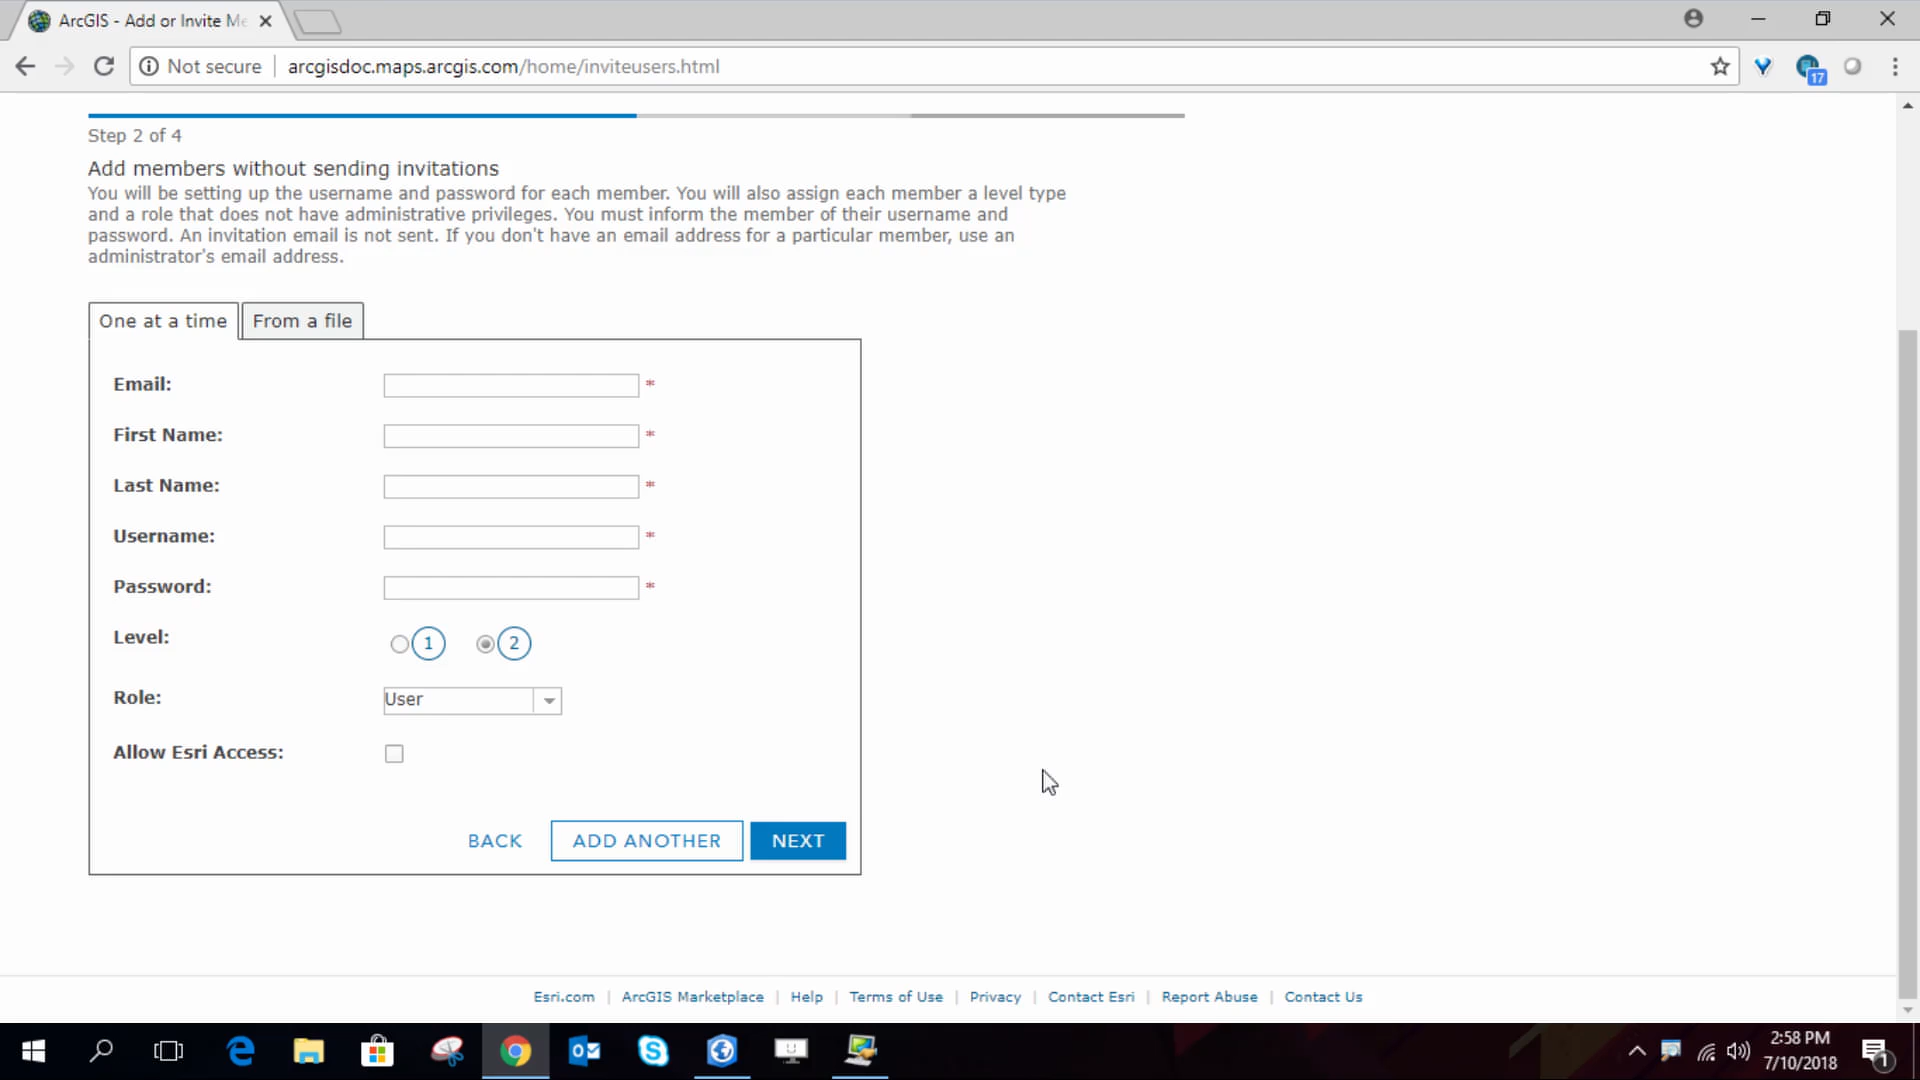 ArcGIS - Add or Invite Me
Not secure
arcgisdoc.maps.arcgis.com/home/inviteusers.html
17
Step 2 of 4
Add members without sending invitations
You will be setting up the username and password for each member. You will also assign each member a level type
and a role that does not have administrative privileges. You must inform the member of their username and
password. An invitation email is not sent. If you don't have an email address for a particular member, use an
administrator's email address.
One at a time
From a file
Email: *
First Name: *
Last Name: *
Username: *
Password: *
Level: 1 2
Role: User
Allow Esri Access:
BACK ADD ANOTHER NEXT
Esri.com | ArcGIS Marketplace | Help | Terms of Use | Privacy | Contact Esri | Report Abuse | Contact Us
2:58 PM
7/10/2018
1